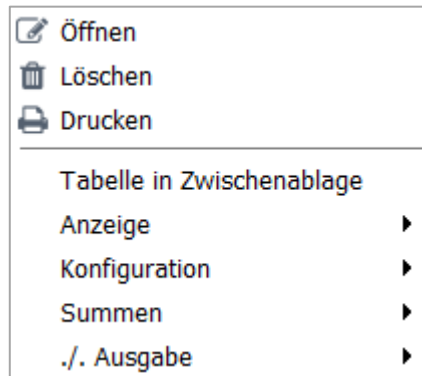 Öffnen
Löschen
Drucken
Tabelle in Zwischenablage
Anzeige
Konfiguration
Summen
./. Ausgabe